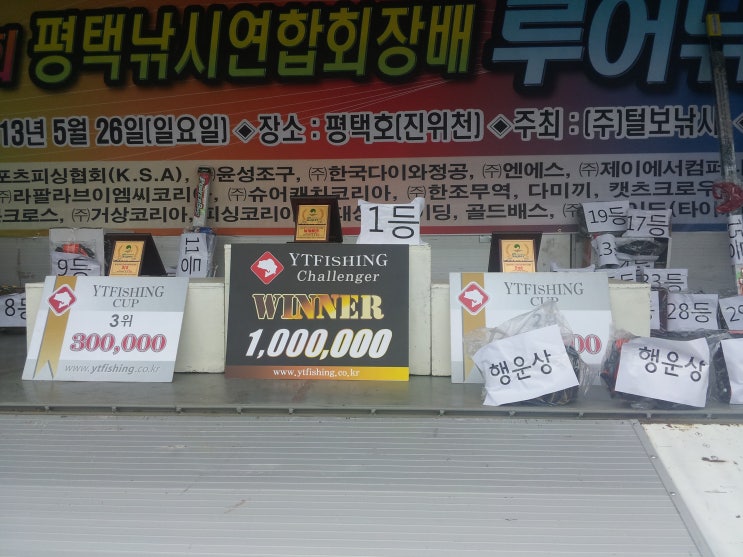 회 평택낚시연합회장배 루어낚
13년 5월 26일(일요일) ◈ 장소 : 평택호(진위천) ◈ 주최 : (주)털보낚시
포츠피싱협회(K.S.A), 윤성조구, ㈜한국다이와정공, ㈜엔에스, ㈜제이에서컴퍼
㈜라팔라브이엠씨코리아, ㈜슈어캐치코리아, ㈜한조무역, 다미끼, 캣츠크로우
크로스, ㈜거상코리아, 피싱코리아 골드배스,
1등
19등
17등
9등
11등
8등
28등
YTFISHING
CUP
3위
300,000
www.ytfishing.co.kr
YTFISHING
Challenger
WINNER
1,000,000
www.ytfishing.co.kr
YTFISHING
CUP
행운상
행운상